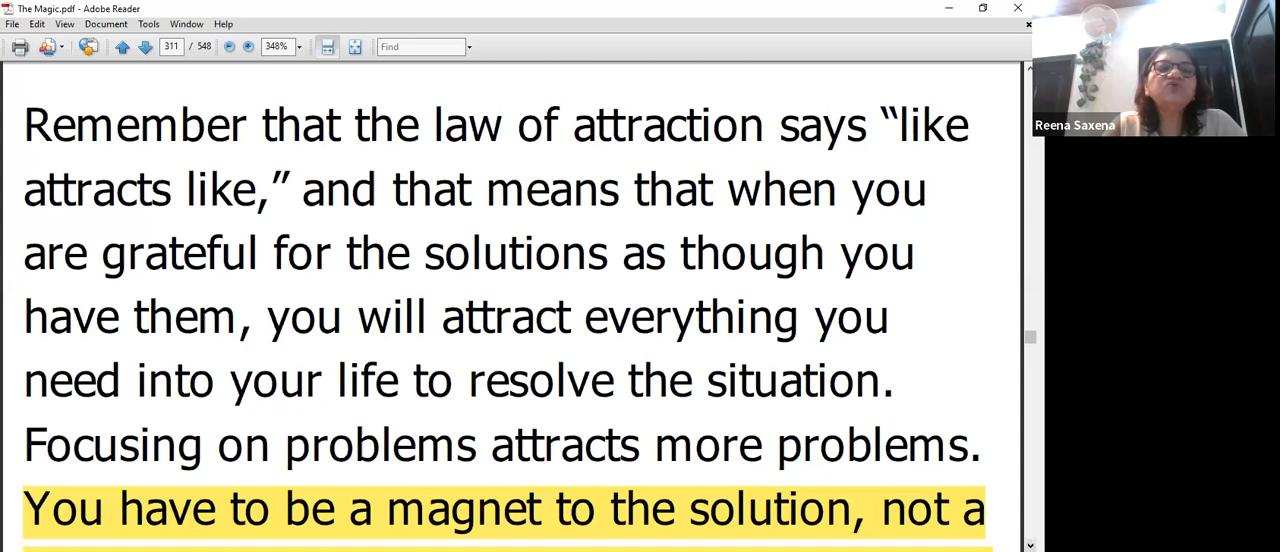 The Magic.pdf - Adobe Reader
File Edit View Document Tools Window Help
311 / 548 348% Find
Remember that the law of attraction says “like
attracts like,” and that means that when you
are grateful for the solutions as though you
have them, you will attract everything you
need into your life to resolve the situation.
Focusing on problems attracts more problems.
You have to be a magnet to the solution, not a
Reena Saxena